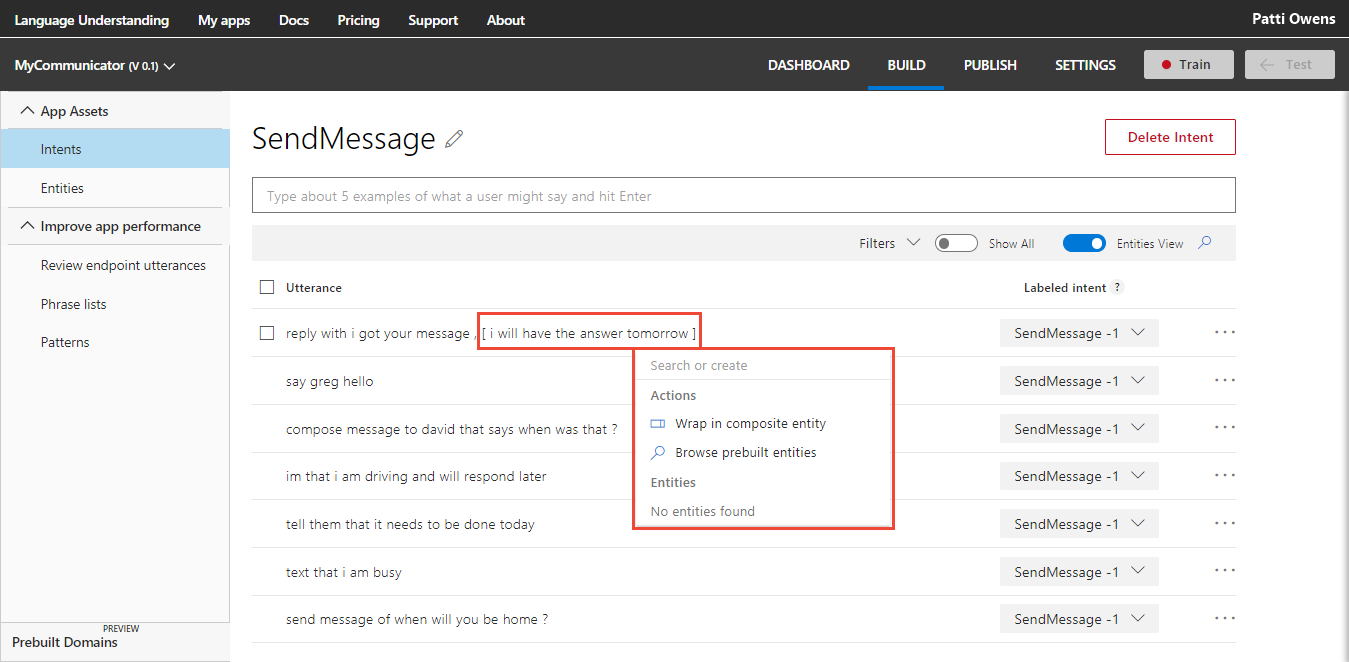 Language Understanding My apps Docs Pricing Support About Patti Owens
MyCommunicator (V 0.1) DASHBOARD BUILD PUBLISH SETTINGS Train Test
App Assets
Intents
Entities
Improve app performance
Review endpoint utterances
Phrase lists
Patterns
PREVIEW
Prebuilt Domains
SendMessage Delete Intent
Type about 5 examples of what a user might say and hit Enter
Filters Show All Entities View
Utterance Labeled intent ?
reply with i got your message , [ i will have the answer tomorrow ] SendMessage -1 ...
Search or create
Actions
Wrap in composite entity
Browse prebuilt entities
Entities
No entities found
say greg hello SendMessage -1 ...
compose message to david that says when was that ? SendMessage -1 ...
im that i am driving and will respond later SendMessage -1 ...
tell them that it needs to be done today SendMessage -1 ...
text that i am busy SendMessage -1 ...
send message of when will you be home ? SendMessage -1 ...